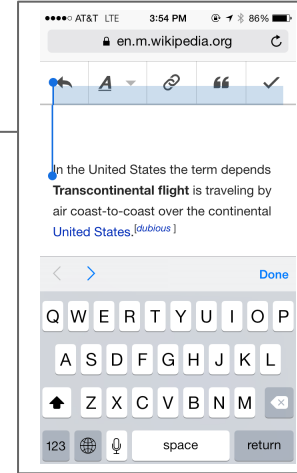 AT&T LTE 3:54 PM 86%
en.m.wikipedia.org
A
In the United States the term depends
Transcontinental flight is traveling by
air coast-to-coast over the continental
United States.[dubious ]
Done
Q W E R T Y U I O P
A S D F G H J K L
Z X C V B N M
123 space return